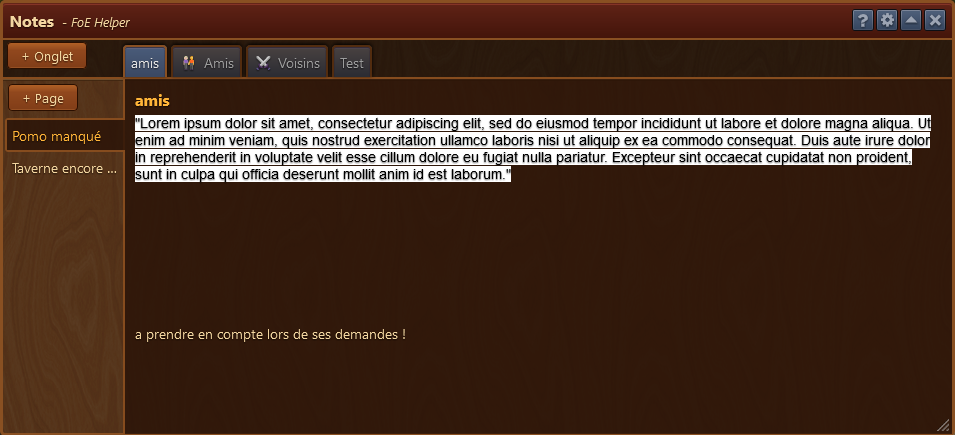 Notes - FoE Helper
+ Onglet
amis
Amis
Voisins
Test
+ Page
Pomo manqué
Taverne encore ...
amis
"Lorem ipsum dolor sit amet, consectetur adipiscing elit, sed do eiusmod tempor incididunt ut labore et dolore magna aliqua. Ut
enim ad minim veniam, quis nostrud exercitation ullamco laboris nisi ut aliquip ex ea commodo consequat. Duis aute irure dolor
in reprehenderit in voluptate velit esse cillum dolore eu fugiat nulla pariatur. Excepteur sint occaecat cupidatat non proident,
sunt in culpa qui officia deserunt mollit anim id est laborum."
a prendre en compte lors de ses demandes !